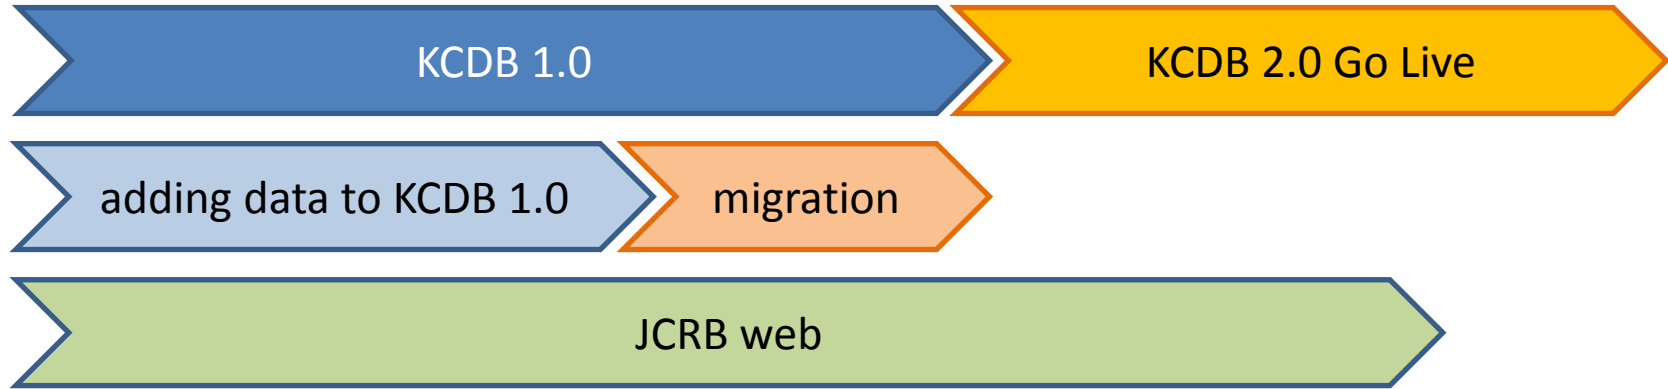 KCDB 1.0
KCDB 2.0 Go Live
adding data to KCDB 1.0
migration
JCRB web